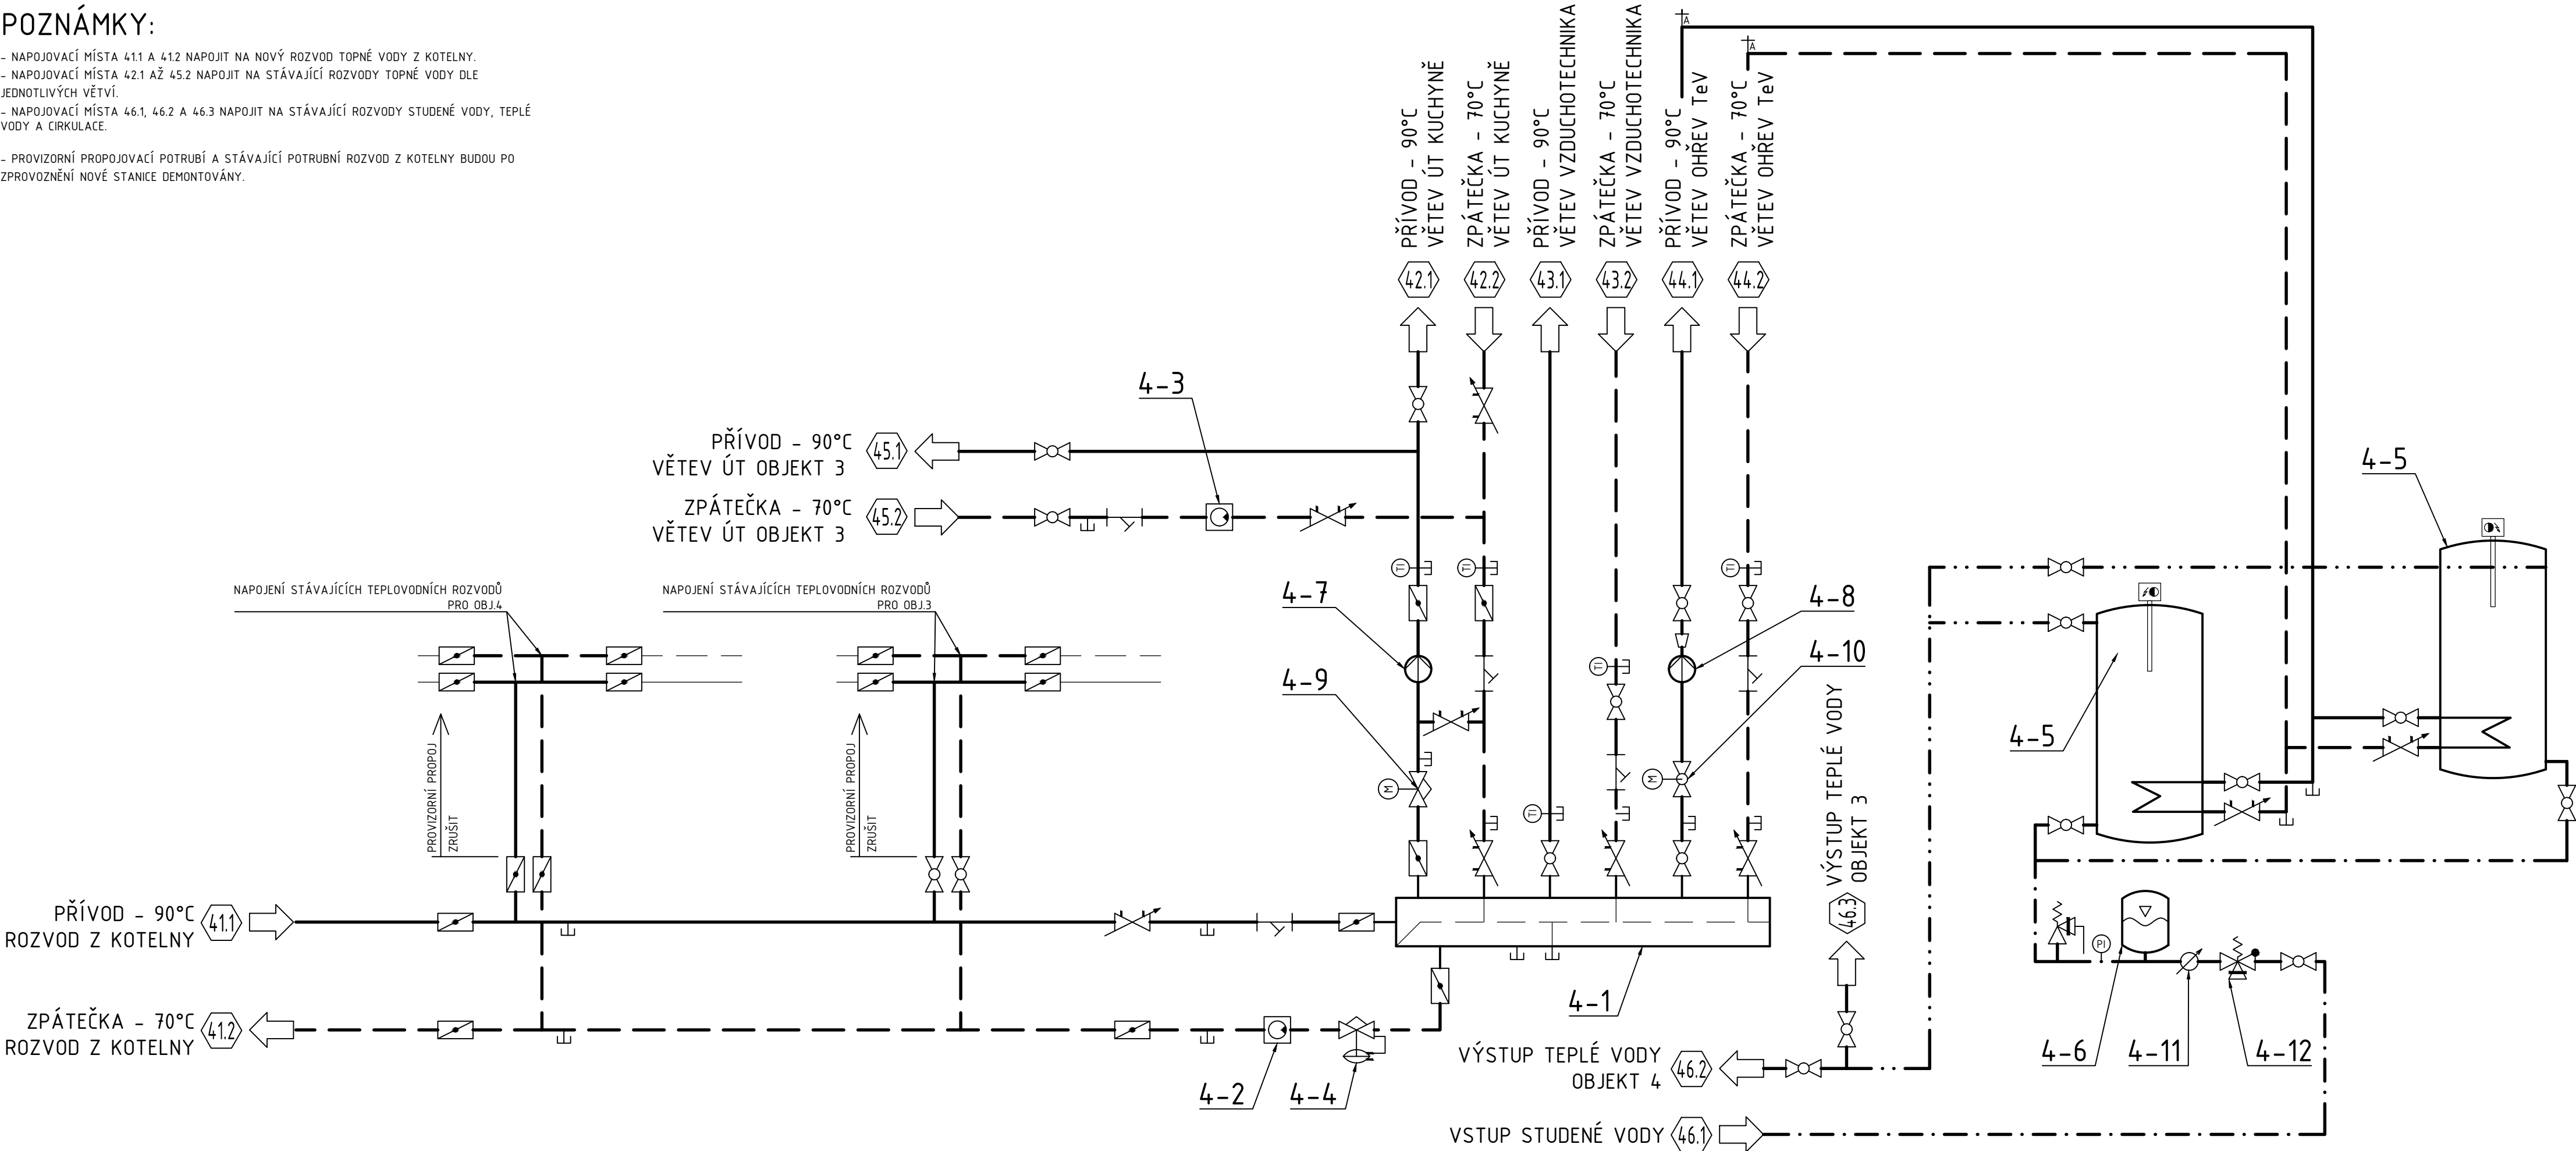 POZNÁMKY:
- NAPOJOVACÍ MÍSTA 41.1 A 41.2 NAPOJIT NA NOVÝ ROZVOD TOPNÉ VODY Z KOTELNY.
- NAPOJOVACÍ MÍSTA 42.1 AŽ 45.2 NAPOJIT NA STÁVAJÍCÍ ROZVODY TOPNÉ VODY DLE
JEDNOTLIVÝCH VĚTVÍ.
- NAPOJOVACÍ MÍSTA 46.1, 46.2 A 46.3 NAPOJIT NA STÁVAJÍCÍ ROZVODY STUDENÉ VODY, TEPLÉ
VODY A CIRKULACE.
- PROVIZORNÍ PROPOJOVACÍ POTRUBÍ A STÁVAJÍCÍ POTRUBNÍ ROZVOD Z KOTELNY BUDOU PO
ZPROVOZNĚNÍ NOVÉ STANICE DEMONTOVÁNY.
A
A
PŘÍVOD - 90°C
VĚTEV ÚT KUCHYNĚ
ZPÁTEČKA - 70°C
VĚTEV ÚT KUCHYNĚ
PŘÍVOD - 90°C
VĚTEV VZDUCHOTECHNIKA
ZPÁTEČKA - 70°C
VĚTEV VZDUCHOTECHNIKA
PŘÍVOD - 90°C
VĚTEV OHŘEV TeV
ZPÁTEČKA - 70°C
VĚTEV OHŘEV TeV
42.1
42.2
43.1
43.2
44.1
44.2
4-3
PŘÍVOD - 90°C
VĚTEV ÚT OBJEKT 3
45.1
ZPÁTEČKA - 70°C
VĚTEV ÚT OBJEKT 3
45.2
4-5
NAPOJENÍ STÁVAJÍCÍCH TEPLOVODNÍCH ROZVODŮ
PRO OBJ.4
NAPOJENÍ STÁVAJÍCÍCH TEPLOVODNÍCH ROZVODŮ
PRO OBJ.3
TI
TI
TI
4-7
4-8
TI
4-9
4-10
4-5
PROVIZORNÍ PROPOJ
ZRUŠIT
PROVIZORNÍ PROPOJ
ZRUŠIT
M
M
TI
VÝSTUP TEPLÉ VODY
OBJEKT 3
46.3
PŘÍVOD - 90°C
ROZVOD Z KOTELNY
41.1
PI
4-1
ZPÁTEČKA - 70°C
ROZVOD Z KOTELNY
41.2
4-2
4-4
4-6
4-11
4-12
VÝSTUP TEPLÉ VODY
OBJEKT 4
46.2
VSTUP STUDENÉ VODY
46.1